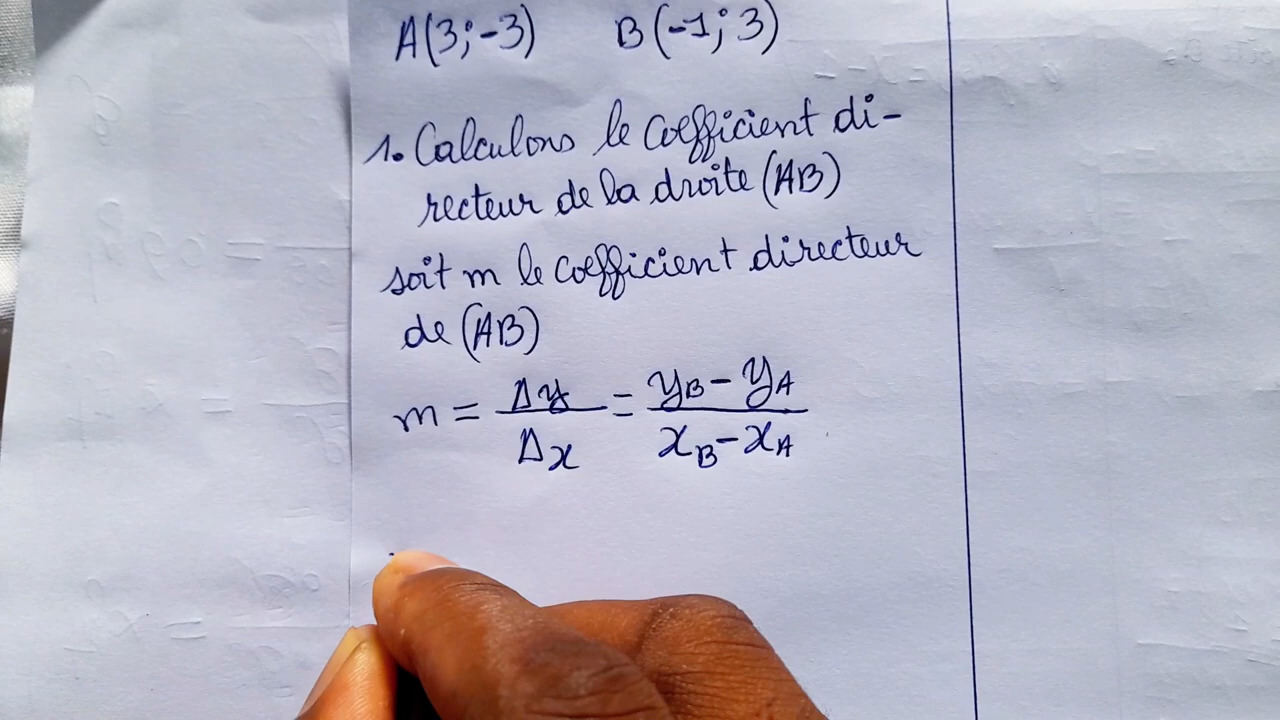 A(3;-3) B(-1;3)
1. Calculons le coefficient di-
recteur de la droite (AB)
soit m le coefficient directeur
de (AB)
m = Δy/Δx = yB - yA/xB - xA